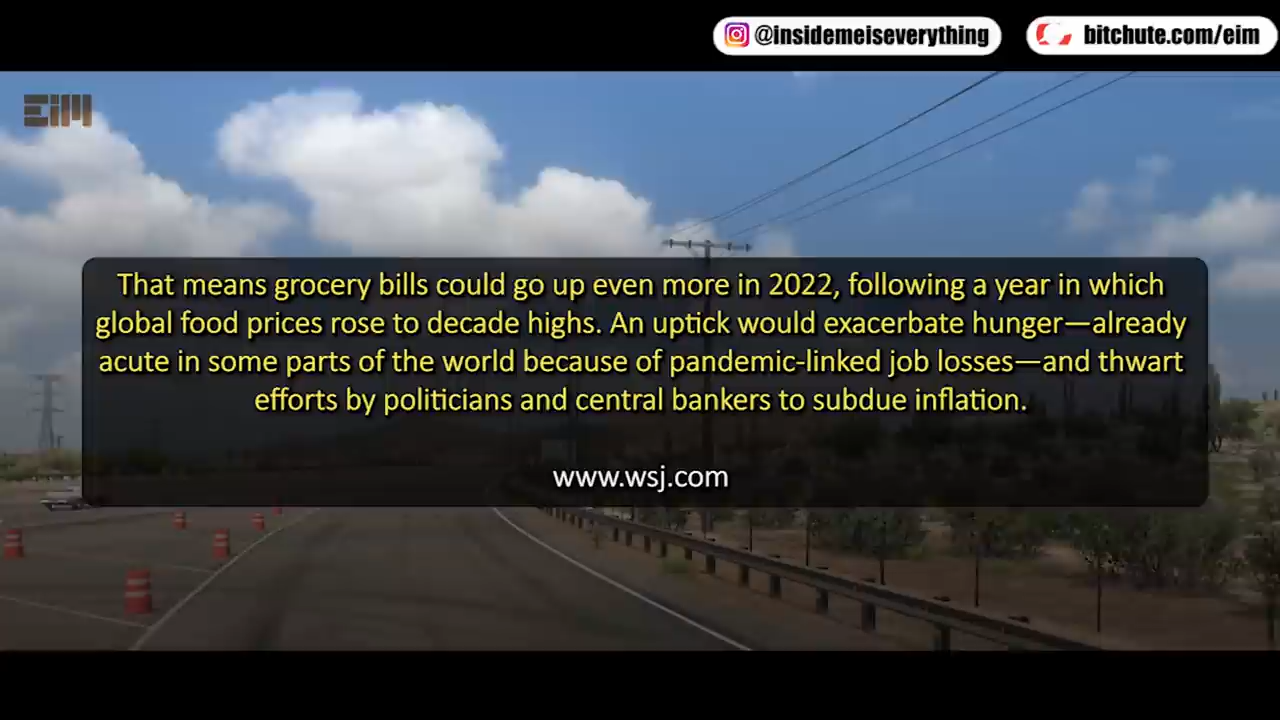 @insidemeiseverything
bitchute.com/eim
EiM
That means grocery bills could go up even more in 2022, following a year in which
global food prices rose to decade highs. An uptick would exacerbate hunger—already
acute in some parts of the world because of pandemic-linked job losses—and thwart
efforts by politicians and central bankers to subdue inflation.
www.wsj.com